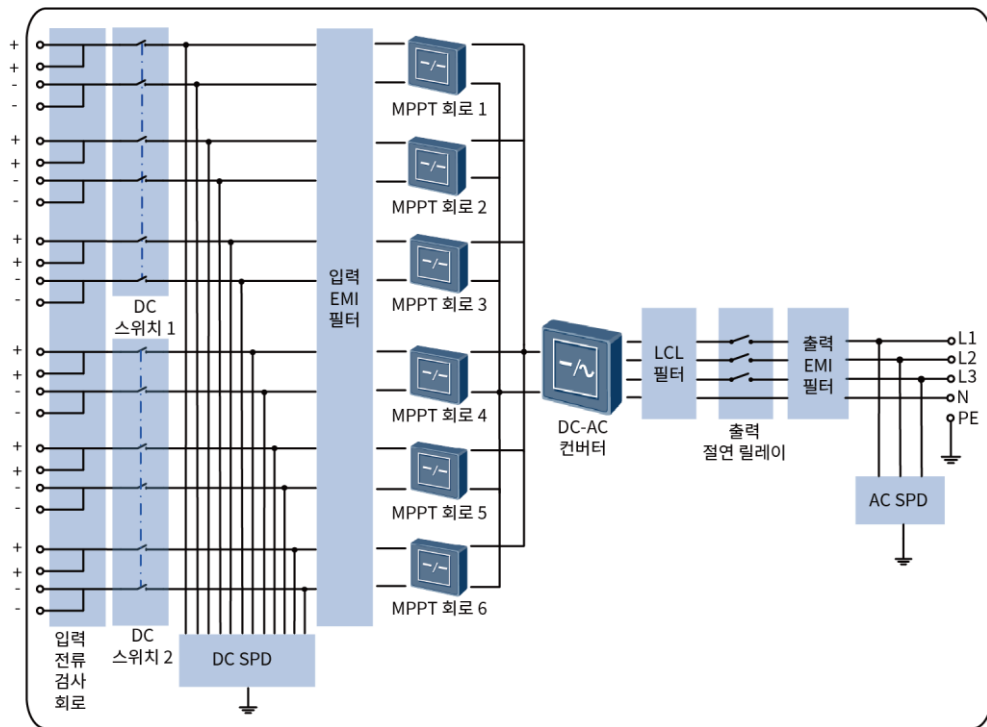 +
+
-
-
+
+
-
-
+
+
-
-
+
+
-
-
+
+
-
-
+
+
-
-
입력
전류
검사
회로
DC
스위치 1
DC
스위치 2
DC SPD
입력
EMI
필터
MPPT 회로 1
MPPT 회로 2
MPPT 회로 3
MPPT 회로 4
MPPT 회로 5
MPPT 회로 6
DC-AC
컨버터
LCL
필터
출력
절연 릴레이
출력
EMI
필터
L1
L2
L3
N
PE
AC SPD